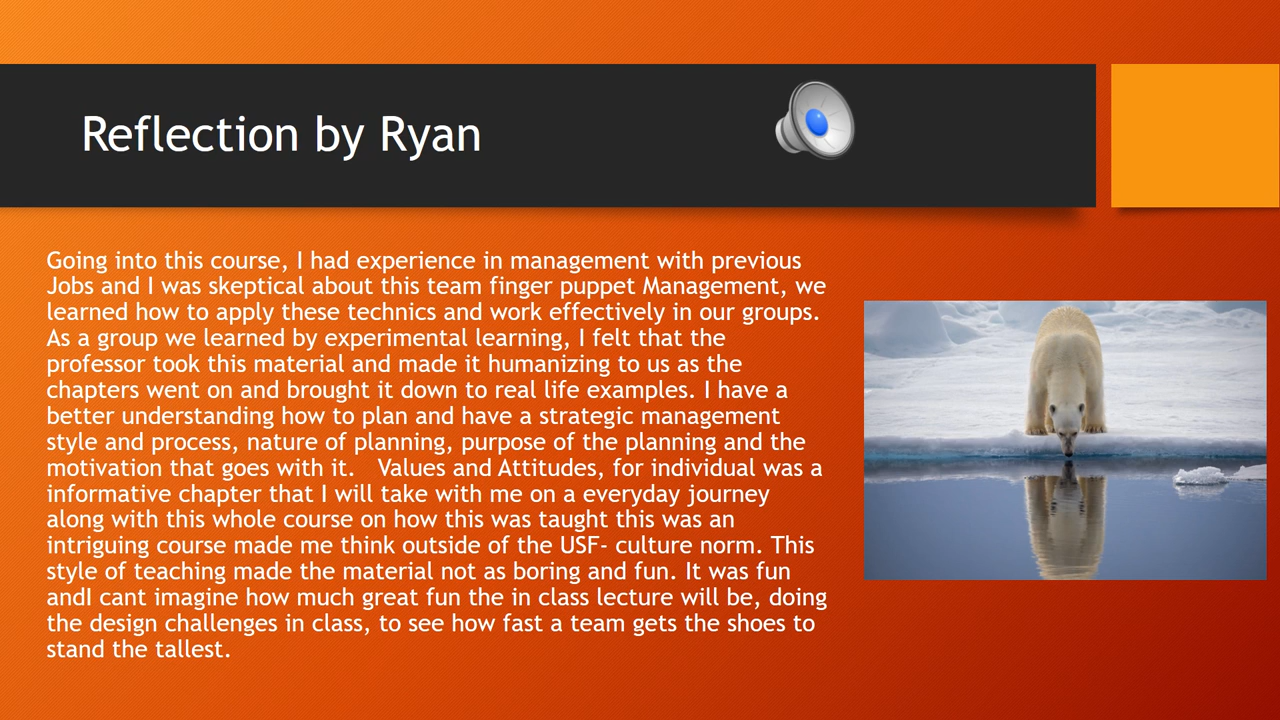 Reflection by Ryan
Going into this course, I had experience in management with previous
Jobs and I was skeptical about this team finger puppet Management, we
learned how to apply these technics and work effectively in our groups.
As a group we learned by experimental learning, I felt that the
professor took this material and made it humanizing to us as the
chapters went on and brought it down to real life examples. I have a
better understanding how to plan and have a strategic management
style and process, nature of planning, purpose of the planning and the
motivation that goes with it.   Values and Attitudes, for individual was a
informative chapter that I will take with me on a everyday journey
along with this whole course on how this was taught this was an
intriguing course made me think outside of the USF- culture norm. This
style of teaching made the material not as boring and fun. It was fun
andI cant imagine how much great fun the in class lecture will be, doing
the design challenges in class, to see how fast a team gets the shoes to
stand the tallest.